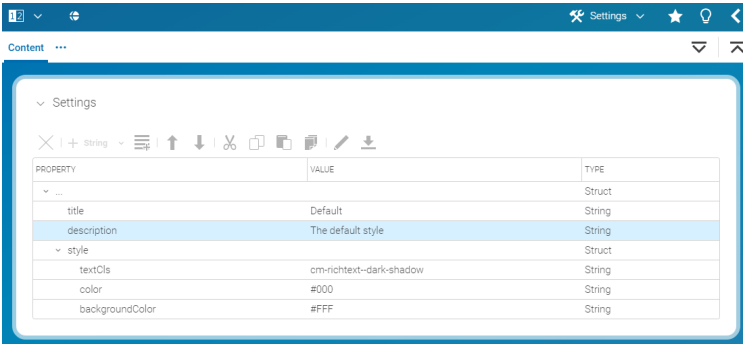 12 Settings
Content ...
Settings
String
PROPERTY VALUE TYPE
... Struct
title Default String
description The default style String
style Struct
textCls cm-richtext--dark-shadow String
color #000 String
backgroundColor #FFF String